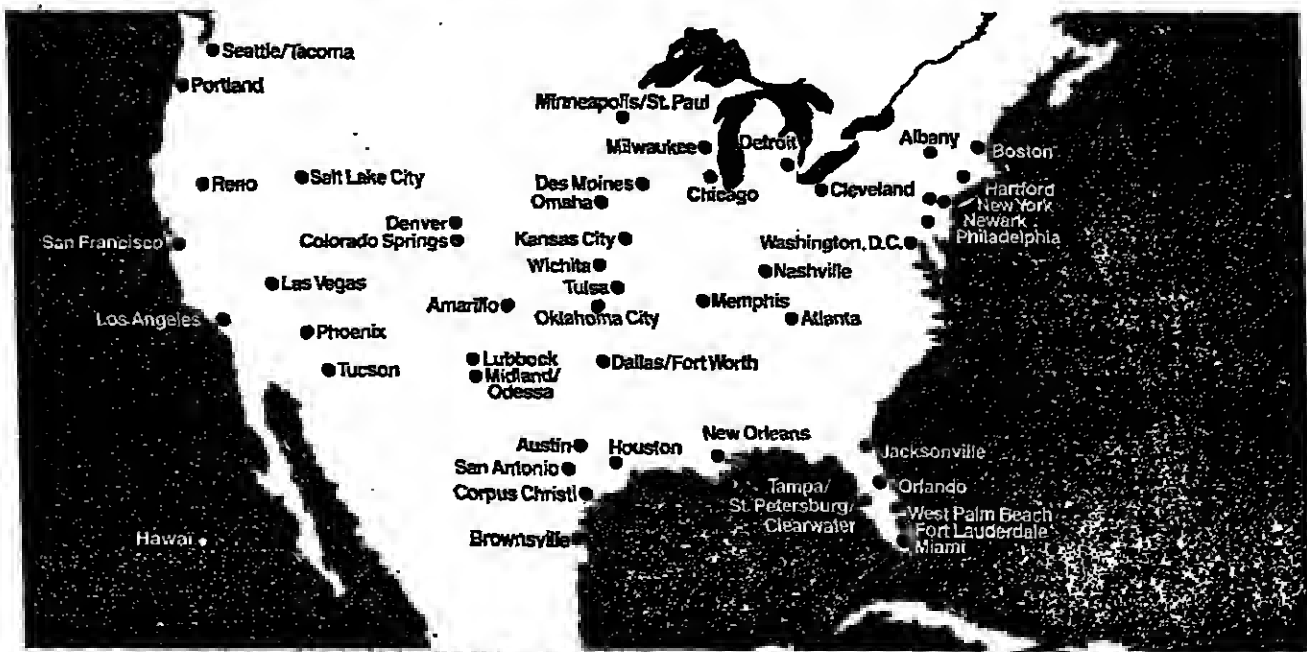 Seattle/Tacoma
Portland
Minneapolis/St. Paul
Milwaukee
Detroit
Albany
Boston
Reno
Salt Lake City
Des Moines
Chicago
Cleveland
Hartford
Omaha
New York
Denver
Newark
San Francisco
Colorado Springs
Kansas City
Washington, D.C.
Philadelphia
Wichita
Nashville
Las Vegas
Tulsa
Amarillo
Memphis
Los Angeles
Oklahoma City
Atlanta
Phoenix
Lubbock
Dallas/Fort Worth
Tucson
Midland/
Odessa
New Orleans
Austin
Houston
Jacksonville
San Antonio
Tampa/
St. Petersburg/
Clearwater
Orlando
Corpus Christi
West Palm Beach
Fort Lauderdale
Miami
Hawai
Brownsville